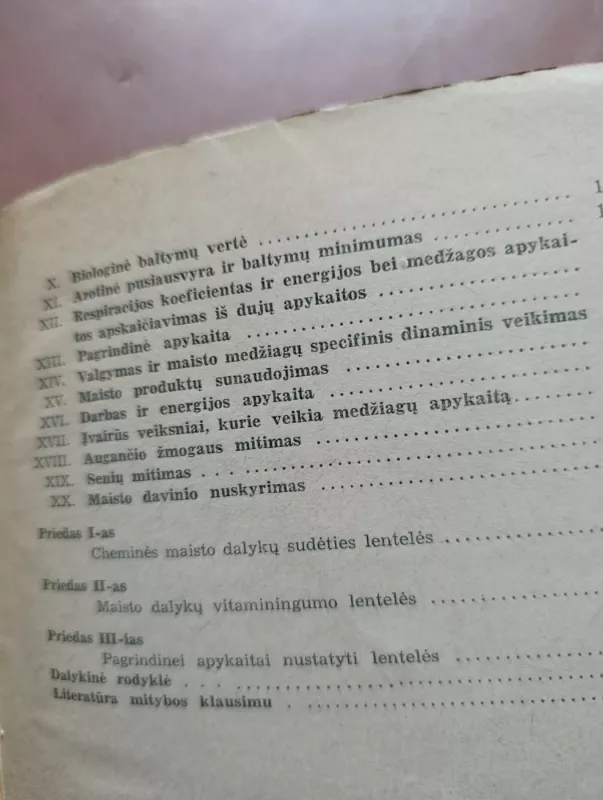 X. Biologinė baltymų vertė . . . . . . . . . . . . . . . . . . . . . . 1
XI. Arotinė pusiausvyra ir baltymų minimumas . . . . . . . . . . 1
XII. Respiracijos koeficientas ir energijos bei medžagos apykai-
tos apskaičiavimas iš dujų apykaitos . . . . . . . . . . . . . .
XIII. Pagrindinė apykaita . . . . . . . . . . . . . . . . . . . . . . . .
XIV. Valgymas ir maisto medžiagų specifinis dinaminis veikimas
XV. Maisto produktų sunaudojimas . . . . . . . . . . . . . . . . .
XVI. Darbas ir energijos apykaita . . . . . . . . . . . . . . . . . .
XVII. Įvairūs veiksniai, kurie veikia medžiagų apykaitą . . . . . . .
XVIII. Augančio žmogaus mitimas . . . . . . . . . . . . . . . . . . .
XIX. Senių mitimas . . . . . . . . . . . . . . . . . . . . . . . . . .
XX. Maisto davinio nuskyrimas . . . . . . . . . . . . . . . . . . .
Priedas I-as
Cheminės maisto dalykų sudėties lentelės . . . . . . . . . . . .
Priedas II-as
Maisto dalykų vitaminingumo lentelės . . . . . . . . . . . . .
Priedas III-ias
Pagrindinei apykaitai nustatyti lentelės . . . . . . . . . . . .
Dalykinė rodyklė . . . . . . . . . . . . . . . . . . . . . . . . . .
Literatūra mitybos klausimu . . . . . . . . . . . . . . . . . . .